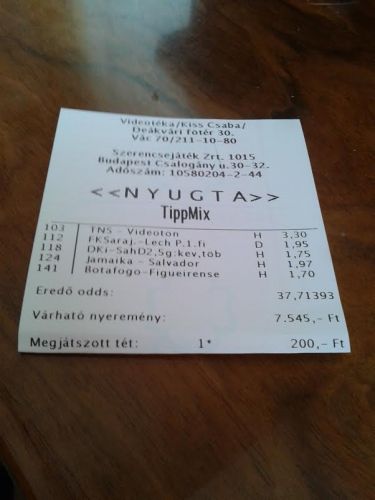 Videotéka/Kiss Csaba/
Deákvári fotér 30.
Vác 70/211-10-80
Szerencsejáték Zrt. 1015
Budapest Csalogány u.30-32.
Adószám: 10580204-2-44
<<NYUGTA>>
TippMix
103 TNS - Videoton H 3,30
112 FKSaraj.-Lech P.1.fi D 1,95
118 DKi-SahD2,5g:kev,töb H 1,75
124 Jamaika - Salvador H 1,97
141 Botafogo-Figueirense H 1,70
Eredő odds: 37,71393
Várható nyeremény: 7.545,- Ft
Megjátszott tét: 1* 200,- Ft